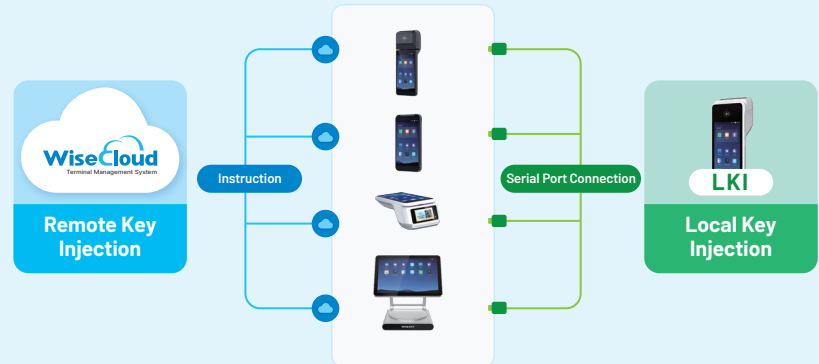 WiseCloud
Terminal Management System
Remote Key
Injection
Instruction
Serial Port Connection
LKI
Local Key
Injection